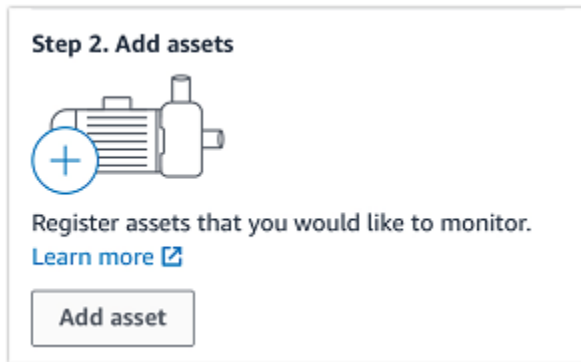 Step 2. Add assets
Register assets that you would like to monitor.
Learn more
Add asset